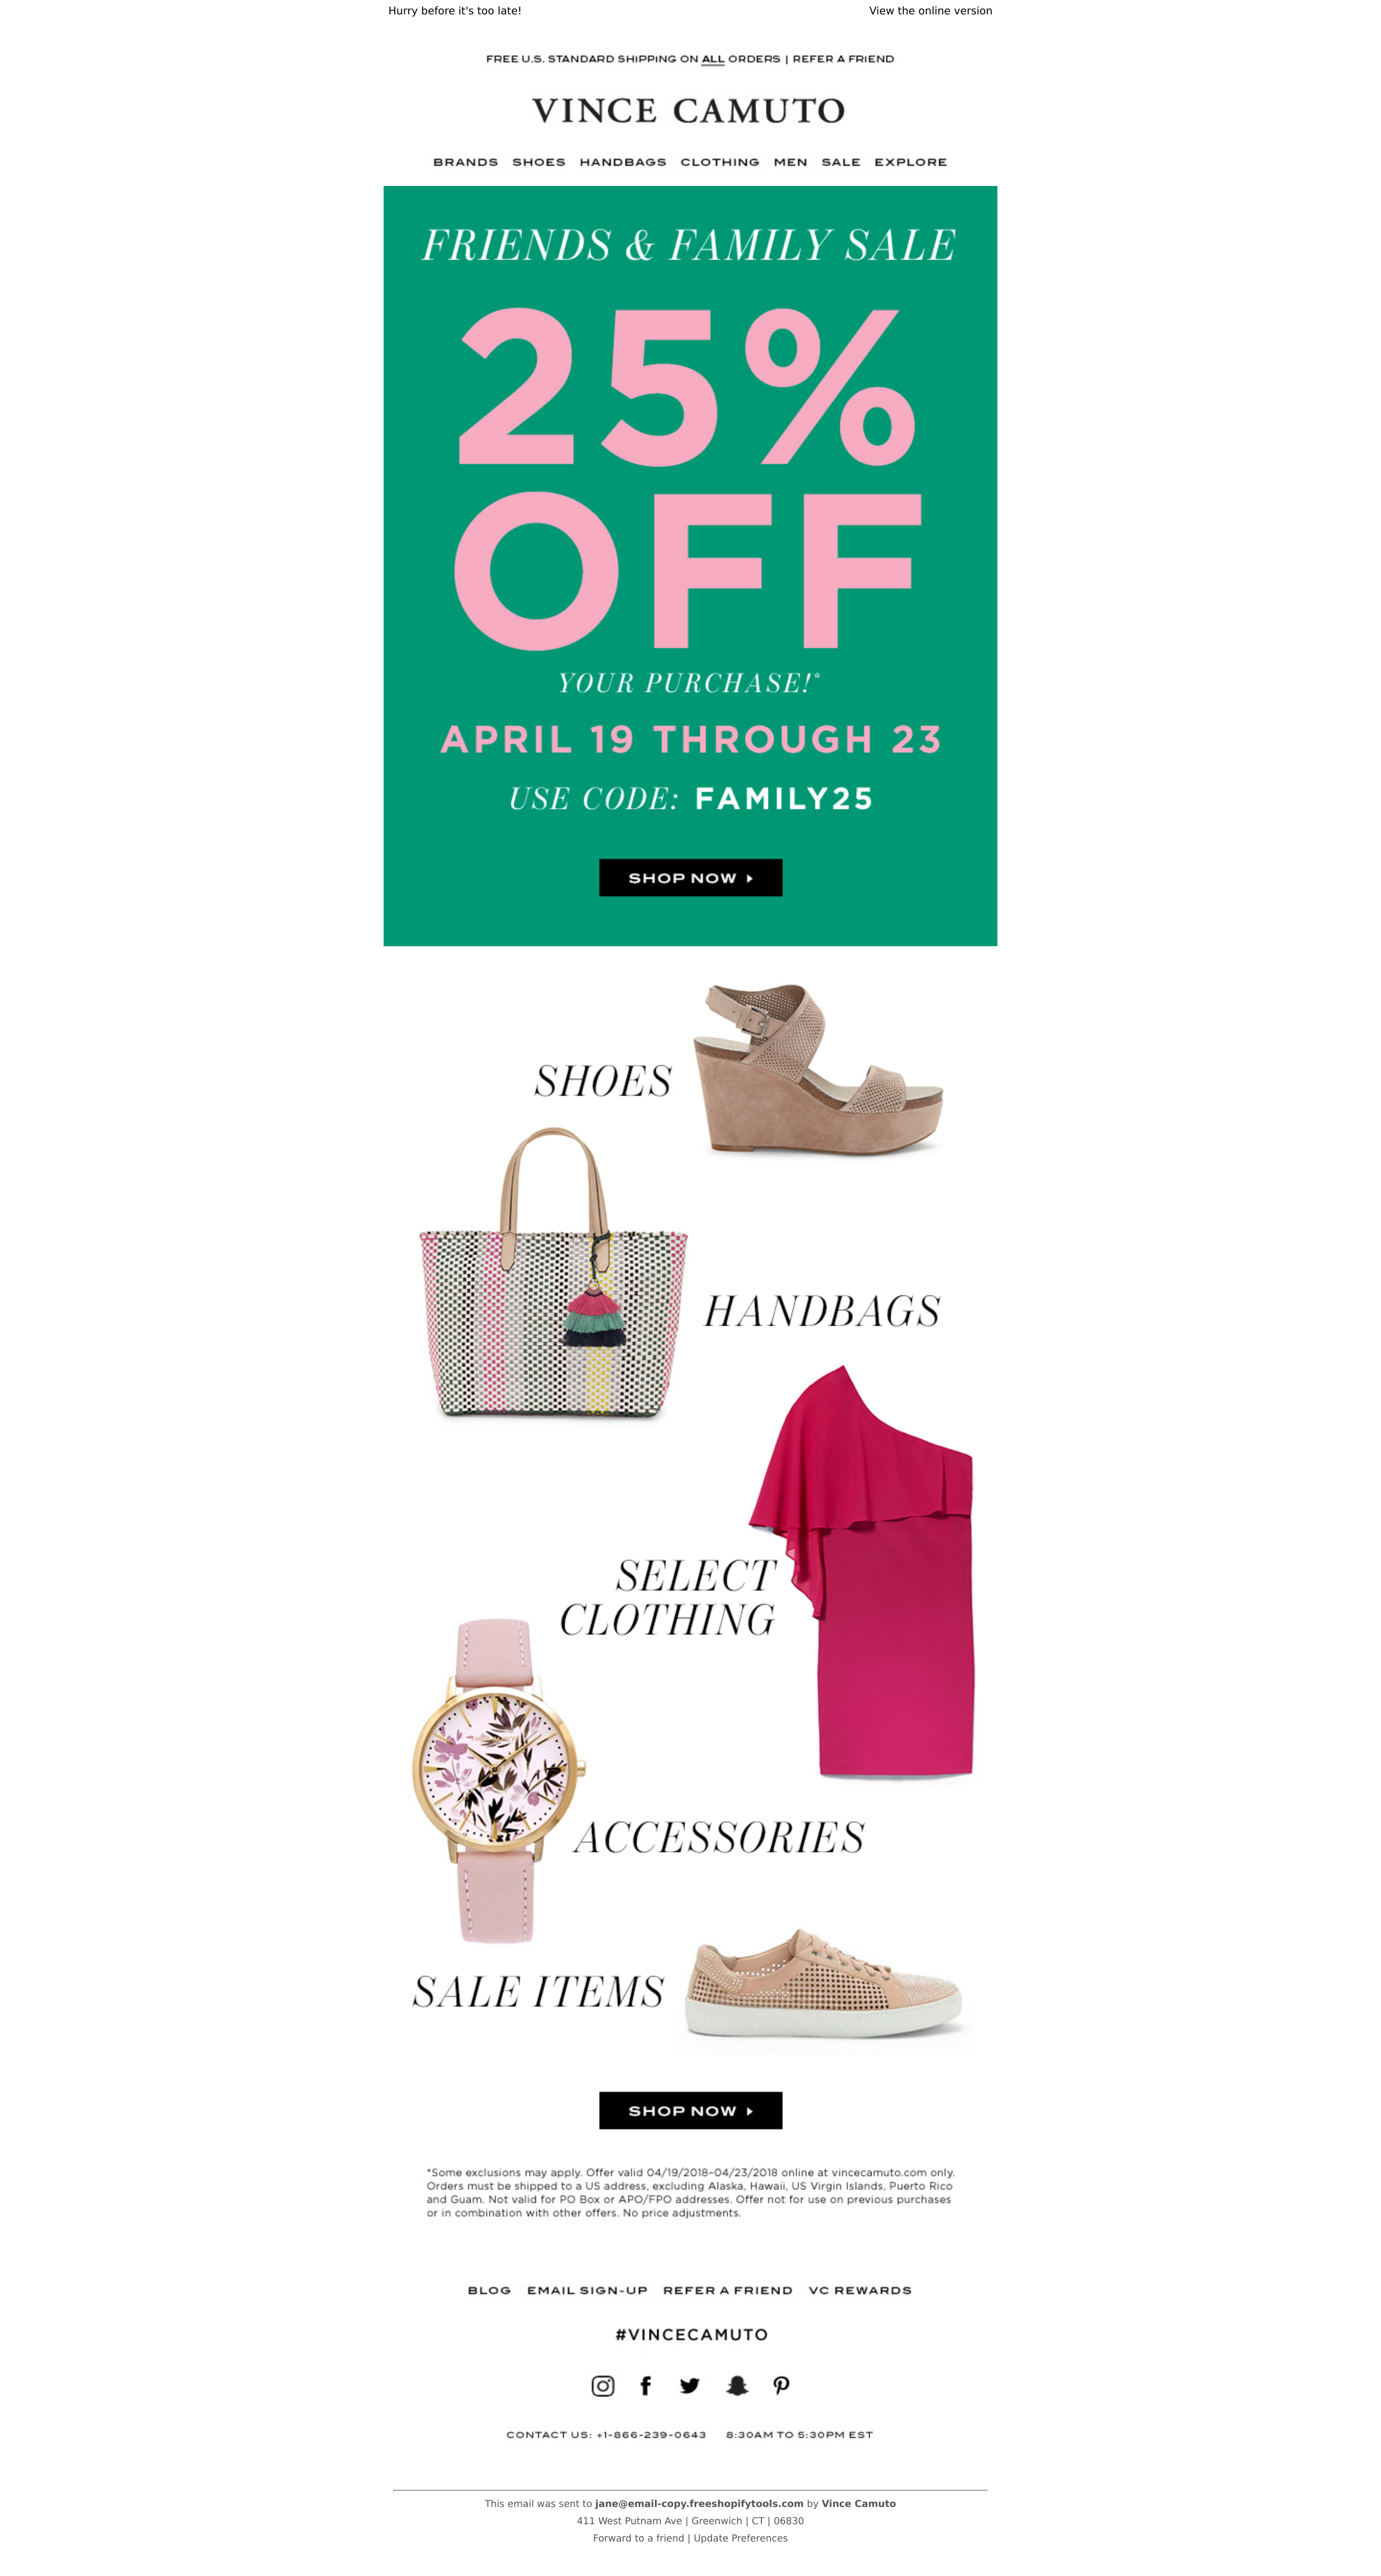 Hurry before it's too late!
View the online version
FREE U.S. STANDARD SHIPPING ON ALL ORDERS | REFER A FRIEND
VINCE CAMUTO
BRANDS SHOES HANDBAGS CLOTHING MEN SALE EXPLORE
FRIENDS & FAMILY SALE
25%
OFF
YOUR PURCHASE!*
APRIL 19 THROUGH 23
USE CODE: FAMILY25
SHOP NOW
SHOES
HANDBAGS
SELECT
CLOTHING
ACCESSORIES
SALE ITEMS
SHOP NOW
*Some exclusions may apply. Offer valid 04/19/2018–04/23/2018 online at vincecamuto.com only.
Orders must be shipped to a US address, excluding Alaska, Hawaii, US Virgin Islands, Puerto Rico
and Guam. Not valid for PO Box or APO/FPO addresses. Offer not for use on previous purchases
or in combination with other offers. No price adjustments.
BLOG EMAIL SIGN-UP REFER A FRIEND VC REWARDS
#VINCECAMUTO
CONTACT US: +1-866-239-0643 8:30AM TO 5:30PM EST
This email was sent to jane@email-copy.freeshopifytools.com by Vince Camuto
411 West Putnam Ave | Greenwich | CT | 06830
Forward to a friend | Update Preferences